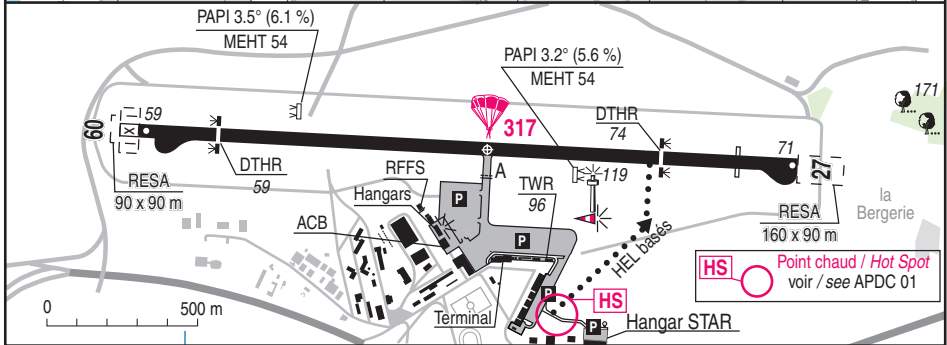 PAPI 3.5° (6.1 %)
MEHT 54
PAPI 3.2° (5.6 %)
MEHT 54
171
59
317
DTHR
74
09
DTHR
59
A
119
71
27
RESA
90 x 90 m
RFFS
Hangars
P
TWR
96
RESA
160 x 90 m
la
Bergerie
ACB
P
HEL basés
HS
Point chaud / Hot Spot
voir / see APDC 01
0
500 m
Terminal
P
HS
P
Hangar STAR